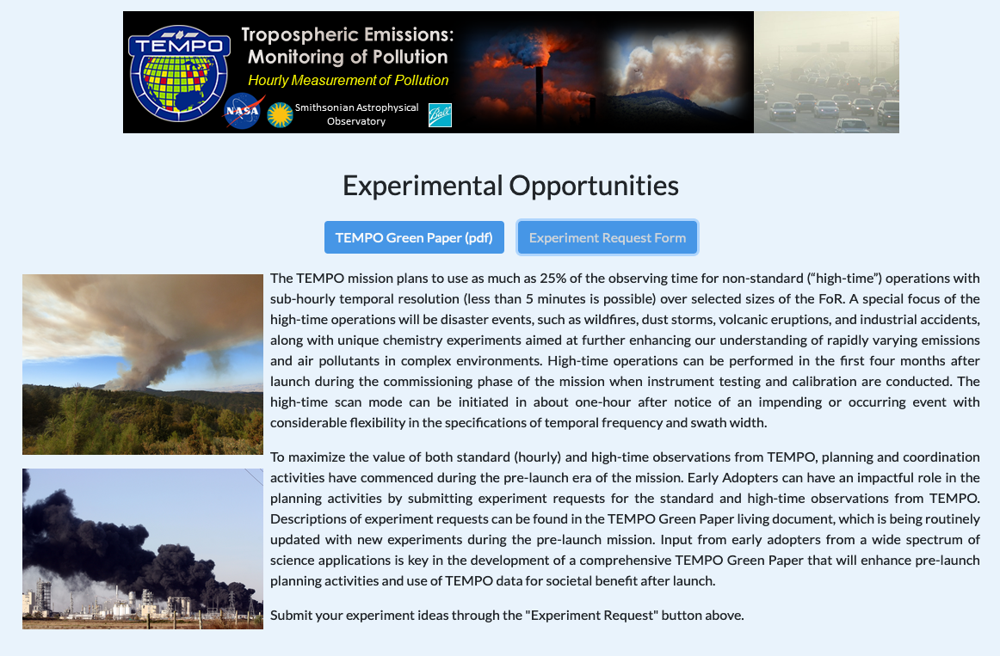 TEMPO
Tropospheric Emissions:
Monitoring of Pollution
Hourly Measurement of Pollution
NASA
Smithsonian Astrophysical
Observatory
Ball
Experimental Opportunities
TEMPO Green Paper (pdf)
Experiment Request Form
The TEMPO mission plans to use as much as 25% of the observing time for non-standard (“high-time”) operations with
sub-hourly temporal resolution (less than 5 minutes is possible) over selected sizes of the FoR. A special focus of the
high-time operations will be disaster events, such as wildfires, dust storms, volcanic eruptions, and industrial accidents,
along with unique chemistry experiments aimed at further enhancing our understanding of rapidly varying emissions
and air pollutants in complex environments. High-time operations can be performed in the first four months after
launch during the commissioning phase of the mission when instrument testing and calibration are conducted. The
high-time scan mode can be initiated in about one-hour after notice of an impending or occurring event with
considerable flexibility in the specifications of temporal frequency and swath width.
To maximize the value of both standard (hourly) and high-time observations from TEMPO, planning and coordination
activities have commenced during the pre-launch era of the mission. Early Adopters can have an impactful role in the
planning activities by submitting experiment requests for the standard and high-time observations from TEMPO.
Descriptions of experiment requests can be found in the TEMPO Green Paper living document, which is being routinely
updated with new experiments during the pre-launch mission. Input from early adopters from a wide spectrum of
science applications is key in the development of a comprehensive TEMPO Green Paper that will enhance pre-launch
planning activities and use of TEMPO data for societal benefit after launch.
Submit your experiment ideas through the "Experiment Request" button above.